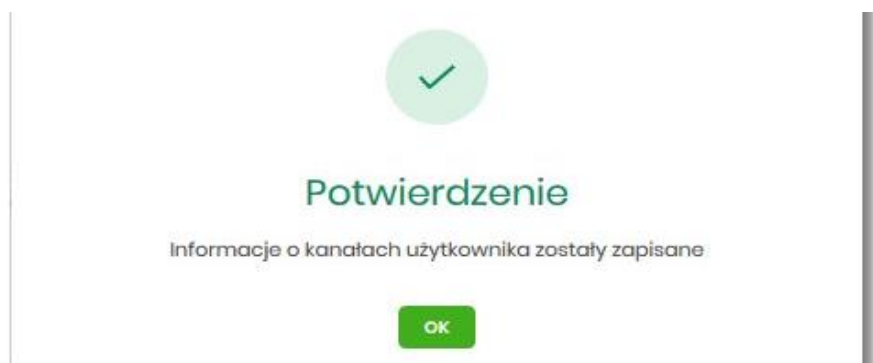 Potwierdzenie
Informacje o kanałach użytkownika zostały zapisane
OK